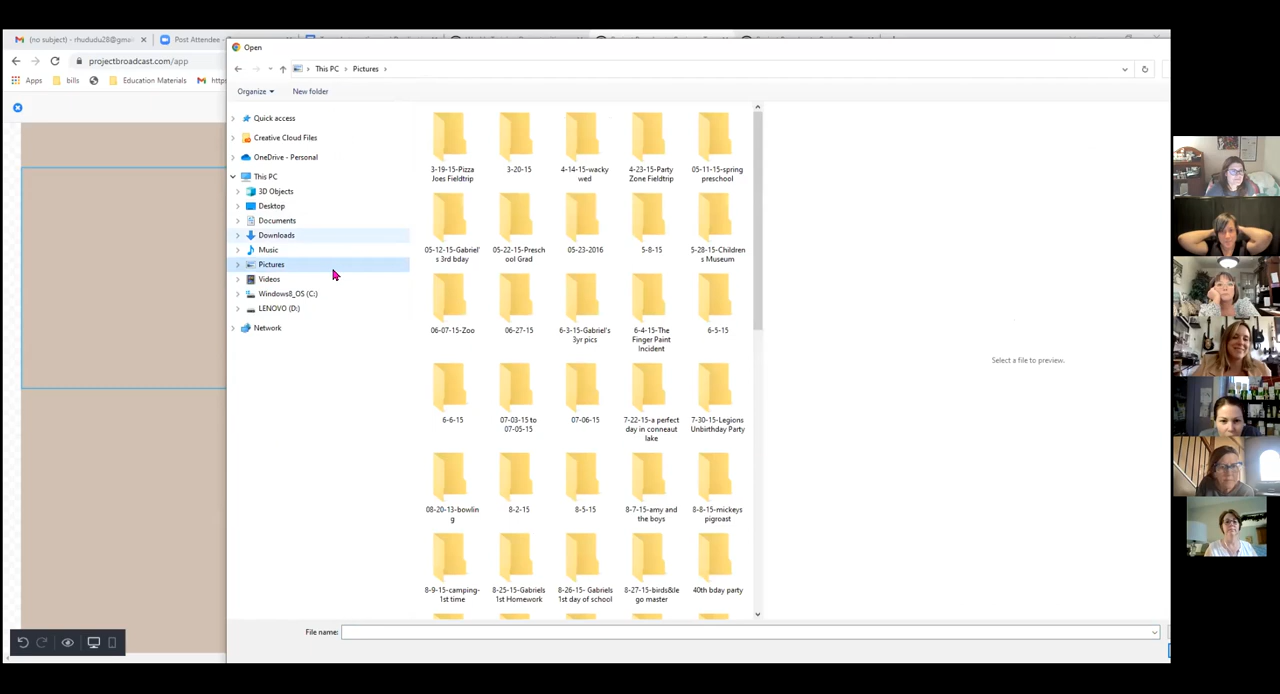 (no subject) - rhududu28@gma
Post Attendee -
projectbroadcast.com/app
Apps
bills
Education Materials
http
Open
This PC
Pictures
Organize
New folder
Quick access
Creative Cloud Files
OneDrive - Personal
This PC
3D Objects
Desktop
Documents
Downloads
Music
Pictures
Videos
Windows8_OS (C:)
LENOVO (D:)
Network
3-19-15-Pizza
Joes Fieldtrip
3-20-15
4-14-15-wacky
wed
4-23-15-Party
Zone Fieldtrip
05-11-15-spring
preschool
05-12-15-Gabriel'
s 3rd bday
05-22-15-Presch
ool Grad
05-23-2016
5-8-15
5-28-15-Children
s Museum
06-07-15-Zoo
06-27-15
6-3-15-Gabriel's
3yr pics
6-4-15-The
Finger Paint
Incident
6-5-15
6-6-15
07-03-15 to
07-05-15
07-06-15
7-22-15-a perfect
day in conneaut
lake
7-30-15-Legions
Unbirthday Party
08-20-13-bowlin
g
8-2-15
8-5-15
8-7-15-amy and
the boys
8-8-15-mickeys
pigroast
8-9-15-camping-
1st time
8-25-15-Gabriels
1st Homework
8-26-15- Gabriels
1st day of school
8-27-15-birds&le
go master
40th bday party
Select a file to preview.
File name: